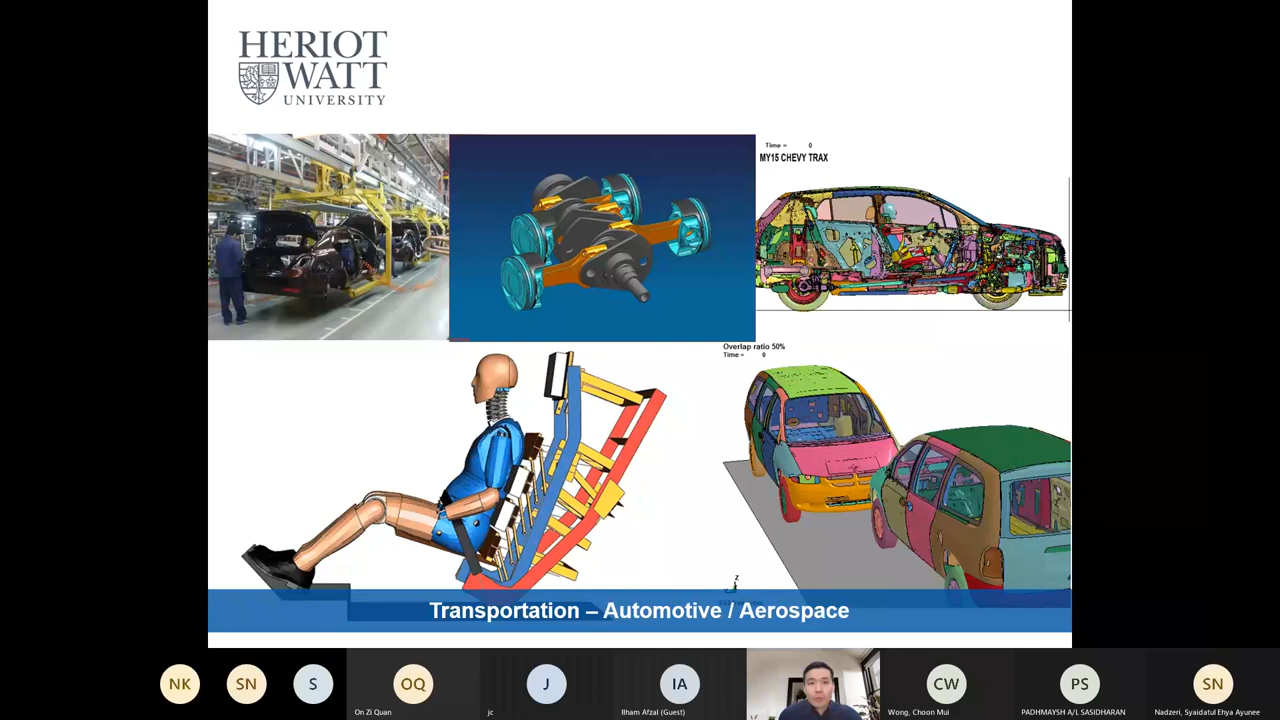 HERIOT
WATT
UNIVERSITY
Time = 0
MY15 CHEVY TRAX
Overlap ratio 50%
Time = 0
Z
Transportation – Automotive / Aerospace
NK
SN
S
OQ
J
IA
CW
PS
SN
On Zi Quan
jc
Ilham Afzal (Guest)
Wong, Choon Mui
PADHMAYSH A/L SASIDHARAN
Nadzeri, Syaidatul Ehya Ayunee